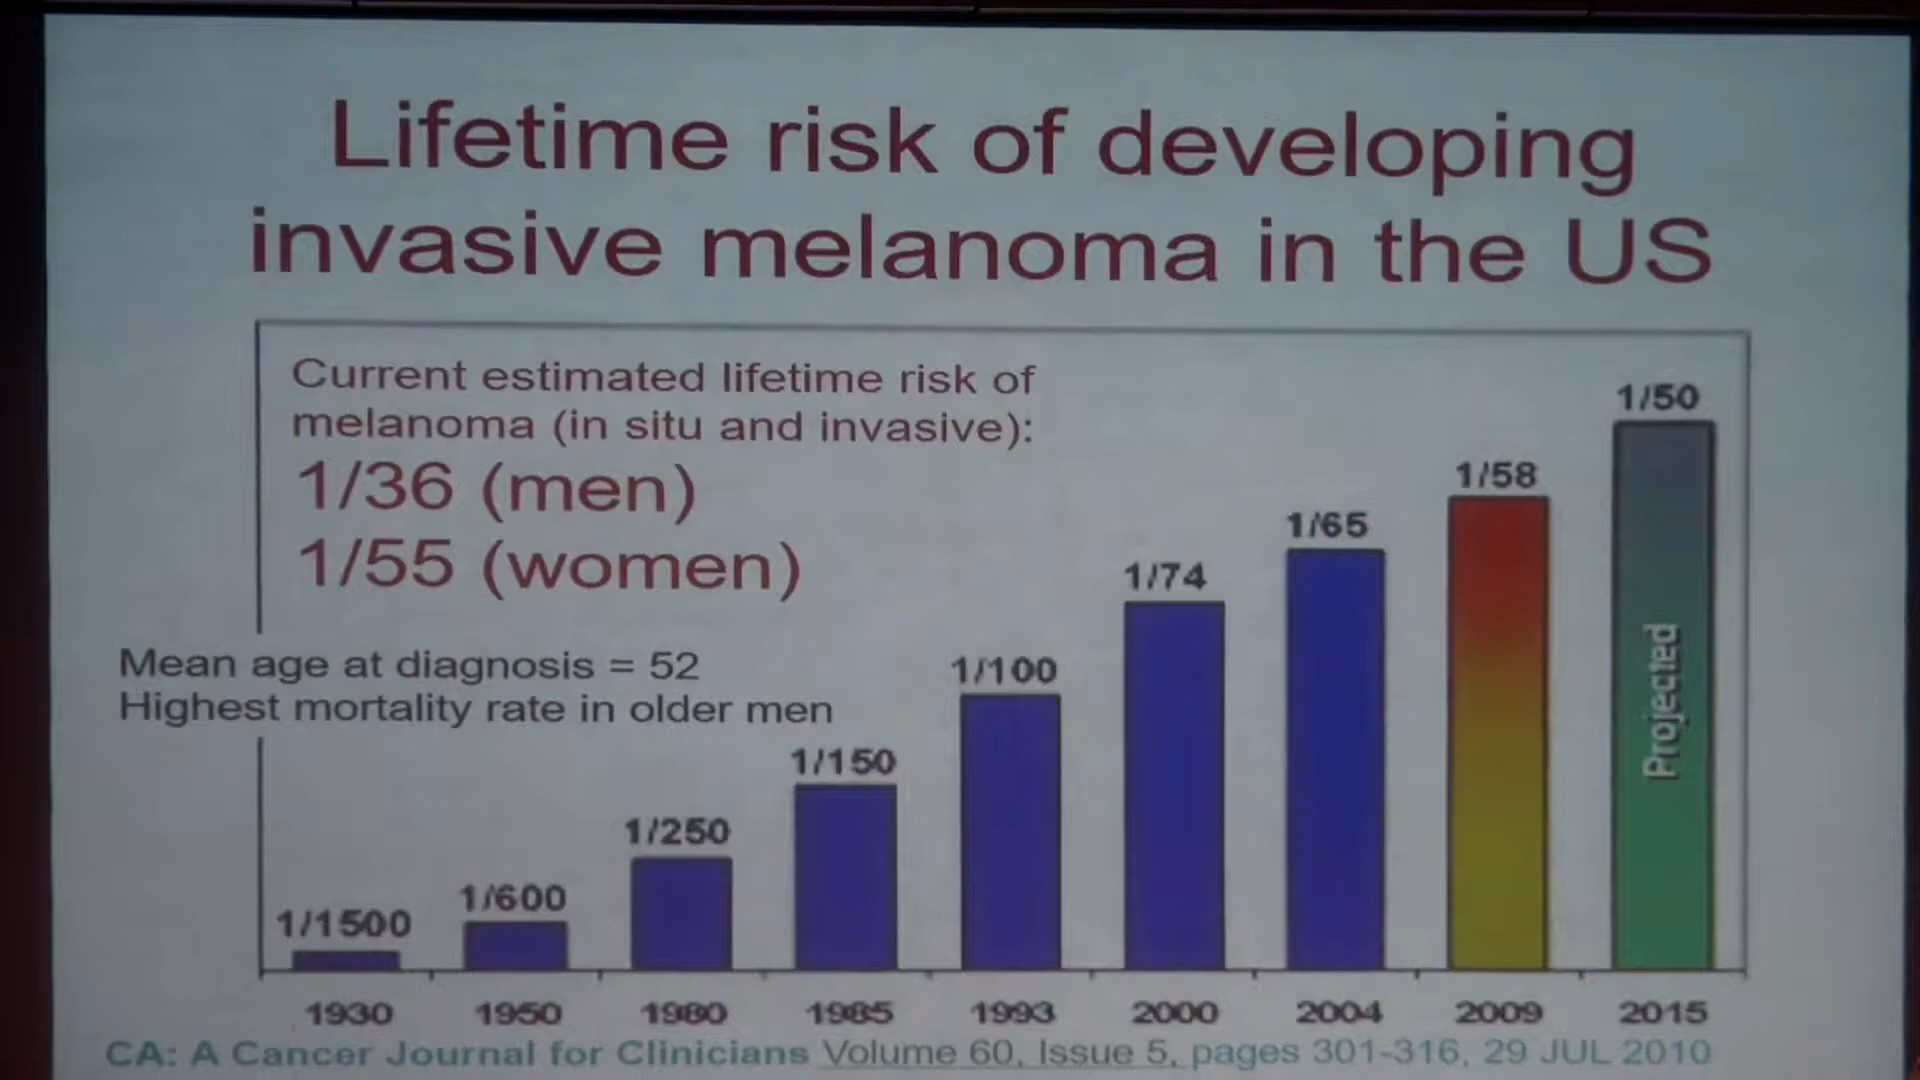 Lifetime risk of developing
invasive melanoma in the US
Current estimated lifetime risk of
melanoma (in situ and invasive):
1/36 (men)
1/55 (women)
Mean age at diagnosis = 52
Highest mortality rate in older men
1/1500
1/600
1/250
1/150
1/100
1/74
1/65
1/58
1/50
Projected
1930 1950 1980 1985 1993 2000 2004 2009 2015
CA: A Cancer Journal for Clinicians Volume 60, Issue 5, pages 301-316, 29 JUL 2010